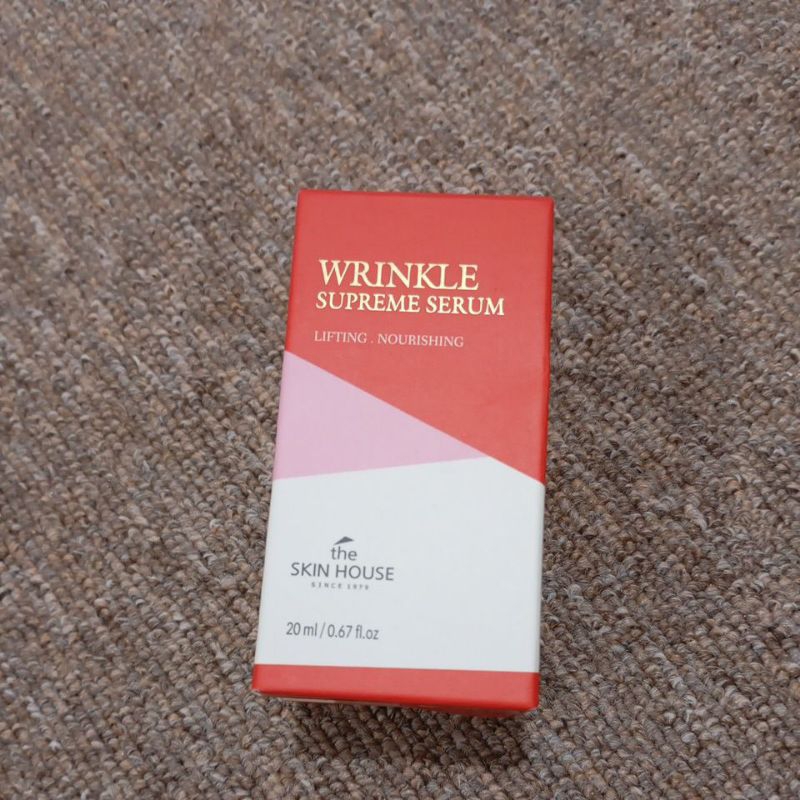 WRINKLE
SUPREME SERUM
LIFTING . NOURISHING
the
SKIN HOUSE
SINCE 1979
20 ml / 0.67 fl.oz